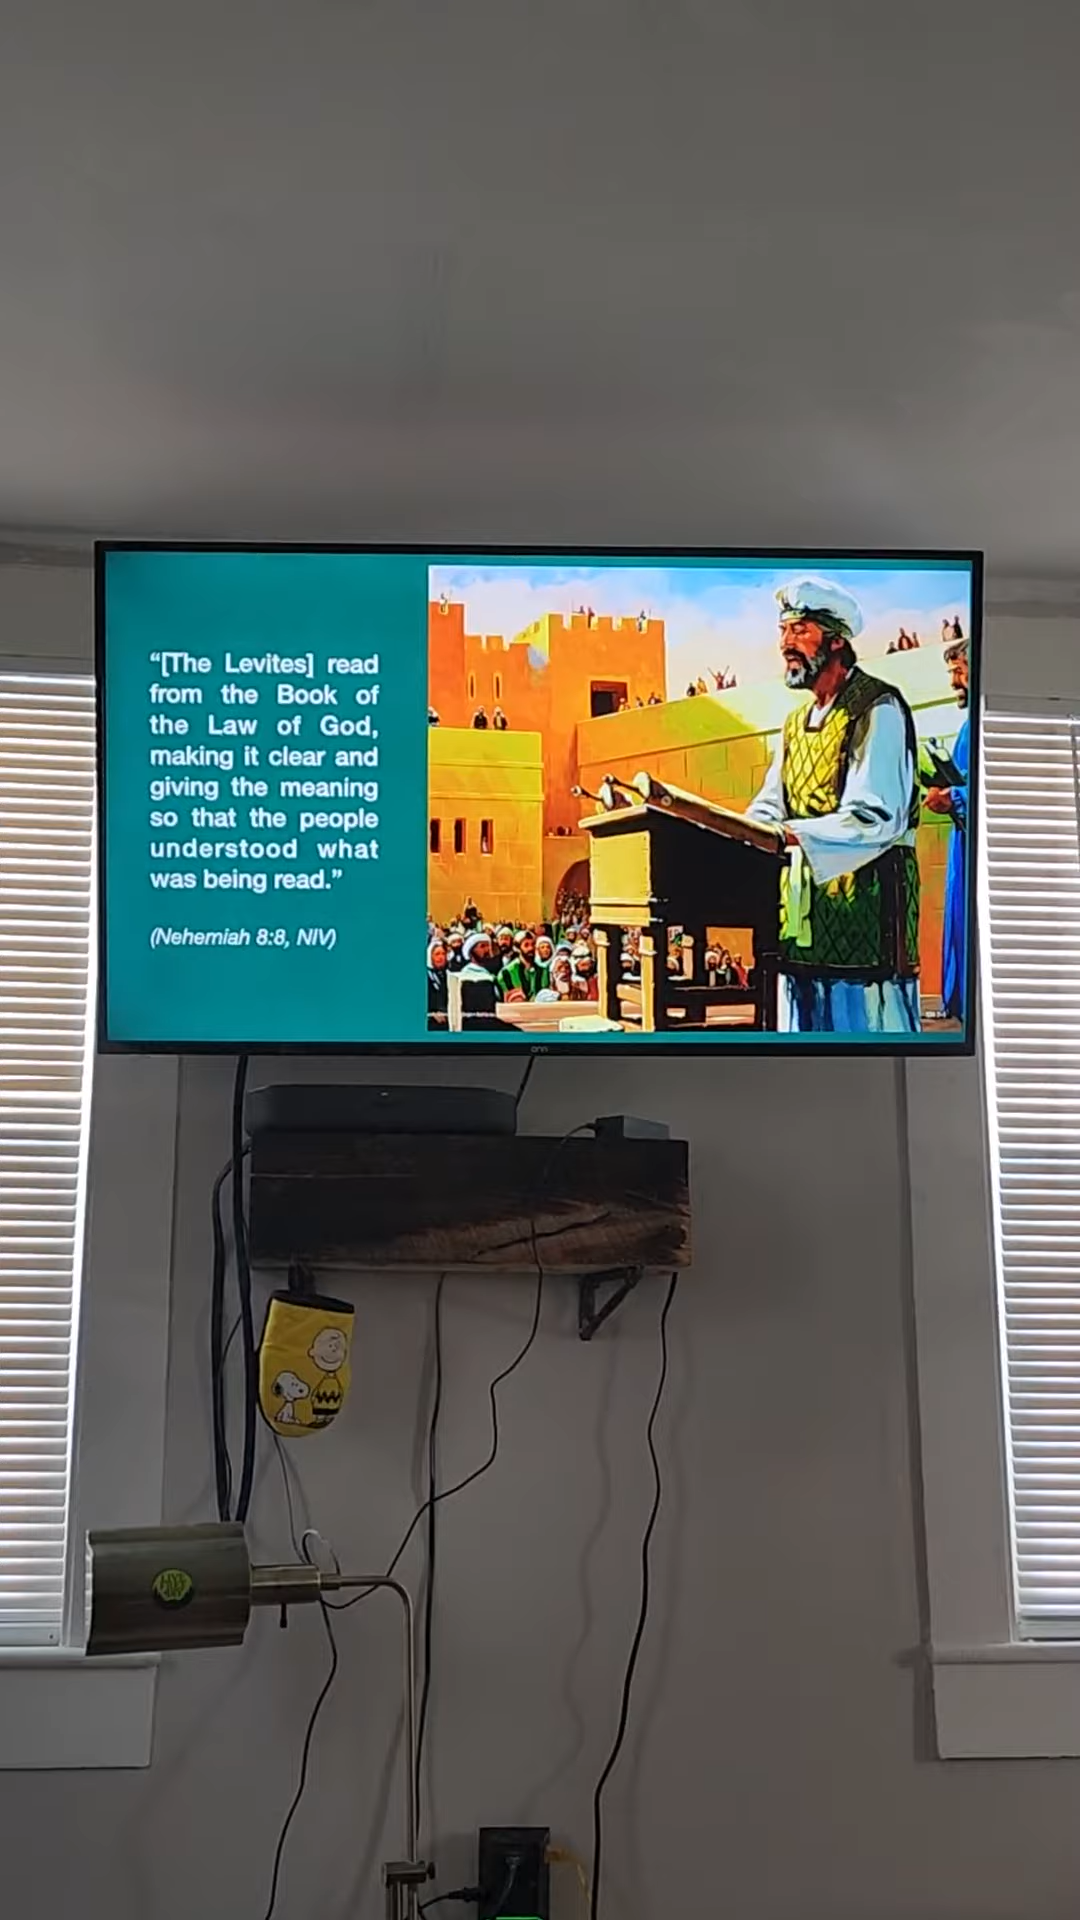 “[The Levites] read
from the Book of
the Law of God,
making it clear and
giving the meaning
so that the people
understood what
was being read.”
(Nehemiah 8:8, NIV)
onn